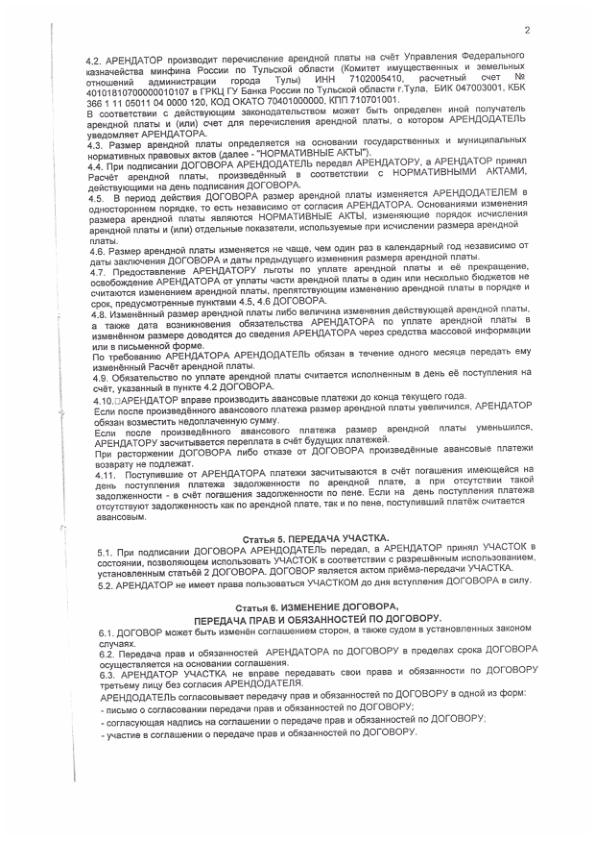 2
4.2. АРЕНДАТОР производит перечисление арендной платы на счёт Управления Федерального
казначейства минфина России по Тульской области (Комитет имущественных и земельных
отношений администрации города Тулы) ИНН 7102005410, расчетный счет №
40101810700000010107 в ГРКЦ ГУ Банка России по Тульской области г.Тула, БИК 047003001, КБК
366 1 11 05011 04 0000 120, КОД ОКАТО 70401000000, КПП 710701001.
В соответствии с действующим законодательством может быть определен иной получатель
арендной платы и (или) счет для перечисления арендной платы, о котором АРЕНДОДАТЕЛЬ
уведомляет АРЕНДАТОРА.
4.3. Размер арендной платы определяется на основании государственных и муниципальных
нормативных правовых актов (далее - "НОРМАТИВНЫЕ АКТЫ").
4.4. При подписании ДОГОВОРА АРЕНДОДАТЕЛЬ передал АРЕНДАТОРУ, а АРЕНДАТОР принял
Расчёт арендной платы, произведённый в соответствии с НОРМАТИВНЫМИ АКТАМИ,
действующими на день подписания ДОГОВОРА.
4.5. В период действия ДОГОВОРА размер арендной платы изменяется АРЕНДОДАТЕЛЕМ в
одностороннем порядке, то есть независимо от согласия АРЕНДАТОРА. Основаниями изменения
размера арендной платы являются НОРМАТИВНЫЕ АКТЫ, изменяющие порядок исчисления
арендной платы и (или) отдельные показатели, используемые при исчислении размера арендной
платы.
4.6. Размер арендной платы изменяется не чаще, чем один раз в календарный год независимо от
даты заключения ДОГОВОРА и даты предыдущего изменения размера арендной платы.
4.7. Предоставление АРЕНДАТОРУ льготы по уплате арендной платы и её прекращение,
освобождение АРЕНДАТОРА от уплаты части арендной платы в один или несколько бюджетов не
считаются изменением арендной платы, препятствующим изменению арендной платы в порядке и
срок, предусмотренные пунктами 4.5, 4.6 ДОГОВОРА.
4.8. Изменённый размер арендной платы либо величина изменения действующей арендной платы,
а также дата возникновения обязательства АРЕНДАТОРА по уплате арендной платы в
изменённом размере доводятся до сведения АРЕНДАТОРА через средства массовой информации
или в письменной форме.
По требованию АРЕНДАТОРА АРЕНДОДАТЕЛЬ обязан в течение одного месяца передать ему
изменённый Расчёт арендной платы.
4.9. Обязательство по уплате арендной платы считается исполненным в день её поступления на
счёт, указанный в пункте 4.2 ДОГОВОРА.
4.10.□АРЕНДАТОР вправе производить авансовые платежи до конца текущего года.
Если после произведённого авансового платежа размер арендной платы увеличился, АРЕНДАТОР
обязан возместить недоплаченную сумму.
Если после произведённого авансового платежа размер арендной платы уменьшился,
АРЕНДАТОРУ засчитывается переплата в счёт будущих платежей.
При расторжении ДОГОВОРА либо отказе от ДОГОВОРА произведённые авансовые платежи
возврату не подлежат.
4.11. Поступившие от АРЕНДАТОРА платежи засчитываются в счёт погашения имеющейся на
день поступления платежа задолженности по арендной плате, а при отсутствии такой
задолженности - в счёт погашения задолженности по пене. Если на день поступления платежа
отсутствуют задолженность как по арендной плате, так и по пене, поступивший платёж считается
авансовым.
Статья 5. ПЕРЕДАЧА УЧАСТКА.
5.1. При подписании ДОГОВОРА АРЕНДОДАТЕЛЬ передал, а АРЕНДАТОР принял УЧАСТОК в
состоянии, позволяющем использовать УЧАСТОК в соответствии с разрешённым использованием,
установленным статьёй 2 ДОГОВОРА. ДОГОВОР является актом приёма-передачи УЧАСТКА.
5.2. АРЕНДАТОР не имеет права пользоваться УЧАСТКОМ до дня вступления ДОГОВОРА в силу.
Статья 6. ИЗМЕНЕНИЕ ДОГОВОРА,
ПЕРЕДАЧА ПРАВ И ОБЯЗАННОСТЕЙ ПО ДОГОВОРУ.
6.1. ДОГОВОР может быть изменён соглашением сторон, а также судом в установленных законом
случаях.
6.2. Передача прав и обязанностей АРЕНДАТОРА по ДОГОВОРУ в пределах срока ДОГОВОРА
осуществляется на основании соглашения.
6.3. АРЕНДАТОР УЧАСТКА не вправе передавать свои права и обязанности по ДОГОВОРУ
третьему лицу без согласия АРЕНДОДАТЕЛЯ.
АРЕНДОДАТЕЛЬ согласовывает передачу прав и обязанностей по ДОГОВОРУ в одной из форм:
- письмо о согласовании передачи прав и обязанностей по ДОГОВОРУ;
- согласующая надпись на соглашении о передаче прав и обязанностей по ДОГОВОРУ;
- участие в соглашении о передаче прав и обязанностей по ДОГОВОРУ.